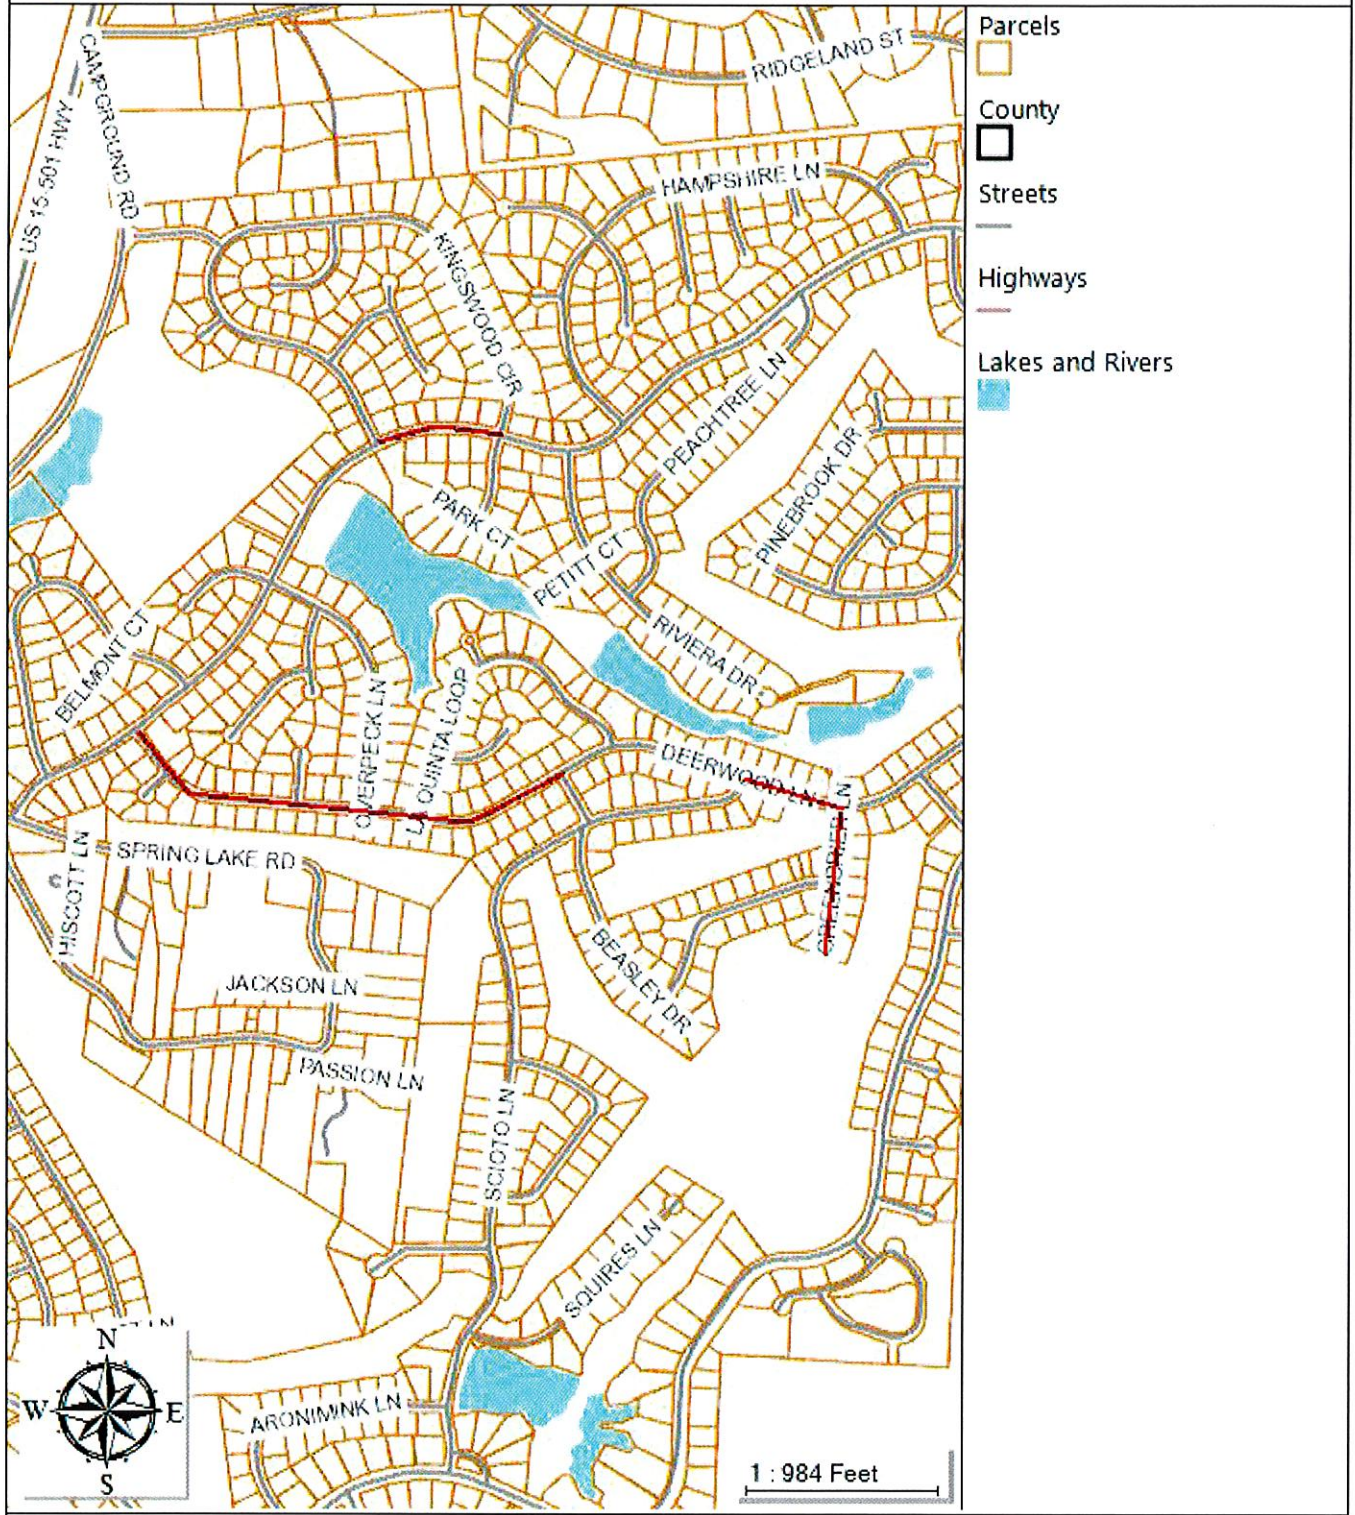 Parcels
County
Streets
Highways
Lakes and Rivers
RIDGELAND ST
CAMPGROUND RD
US 15 501 HWY
HAMPSHIRE LN
KINGSWOOD CIR
PEACHTREE LN
PINEBROOK DR
PARK CT
PETITT CT
RIVIERA DR
BELMONT CT
OVERPECK LN
LA QUINTA LOOP
DEERWOOD LN
LN
HISCOTT LN
SPRING LAKE RD
JACKSON LN
BEASLEY DR
PASSION LN
SCIOTO LN
SQUIRES LN
ARONIMINK LN
LN
N
W E
S
1 : 984 Feet